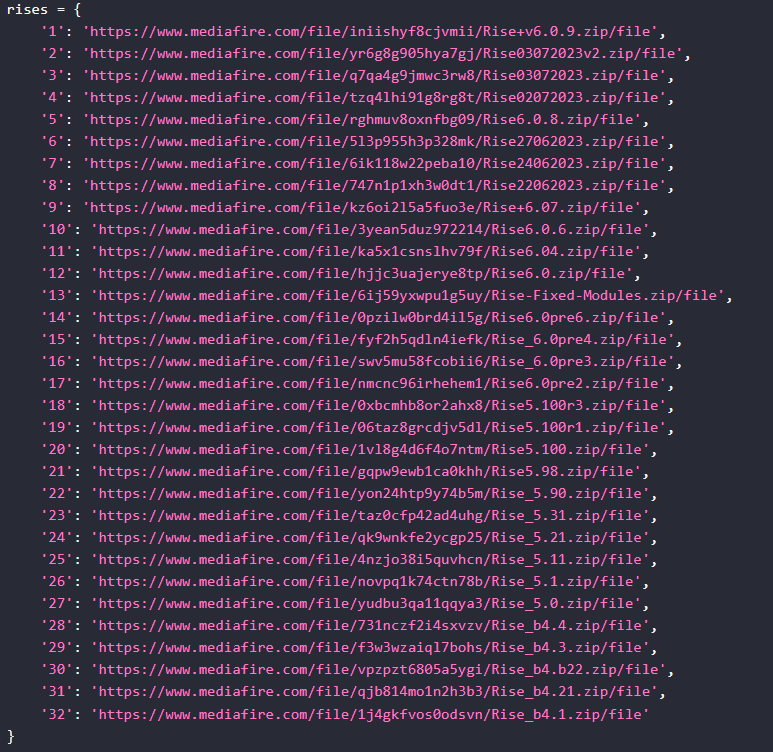 rises = {
    '1': 'https://www.mediafire.com/file/iniishyf8cjvmii/Rise+v6.0.9.zip/file',
    '2': 'https://www.mediafire.com/file/yr6g8g905hya7gj/Rise03072023v2.zip/file',
    '3': 'https://www.mediafire.com/file/q7qa4g9jmwc3rw8/Rise03072023.zip/file',
    '4': 'https://www.mediafire.com/file/tzq4lhi91g8rg8t/Rise02072023.zip/file',
    '5': 'https://www.mediafire.com/file/rghmuv8oxnfbg09/Rise6.0.8.zip/file',
    '6': 'https://www.mediafire.com/file/5l3p955h3p328mk/Rise27062023.zip/file',
    '7': 'https://www.mediafire.com/file/6ik118w22peba10/Rise24062023.zip/file',
    '8': 'https://www.mediafire.com/file/747n1p1xh3w0dt1/Rise22062023.zip/file',
    '9': 'https://www.mediafire.com/file/kz6oi2l5a5fuo3e/Rise+6.07.zip/file',
    '10': 'https://www.mediafire.com/file/3yean5duz972214/Rise6.0.6.zip/file',
    '11': 'https://www.mediafire.com/file/ka5x1csnslhv79f/Rise6.04.zip/file',
    '12': 'https://www.mediafire.com/file/hjjc3uajerye8tp/Rise6.0.zip/file',
    '13': 'https://www.mediafire.com/file/6ij59yxwpu1g5uy/Rise-Fixed-Modules.zip/file',
    '14': 'https://www.mediafire.com/file/0pzilw0brd4il5g/Rise6.0pre6.zip/file',
    '15': 'https://www.mediafire.com/file/fyf2h5qdln4iefk/Rise_6.0pre4.zip/file',
    '16': 'https://www.mediafire.com/file/swv5mu58fcobii6/Rise_6.0pre3.zip/file',
    '17': 'https://www.mediafire.com/file/nmcnc96irhehem1/Rise6.0pre2.zip/file',
    '18': 'https://www.mediafire.com/file/0xbcmhb8or2ahx8/Rise5.100r3.zip/file',
    '19': 'https://www.mediafire.com/file/06taz8grcdjv5dl/Rise5.100r1.zip/file',
    '20': 'https://www.mediafire.com/file/1vl8g4d6f4o7ntm/Rise5.100.zip/file',
    '21': 'https://www.mediafire.com/file/gqpw9ewb1ca0khh/Rise5.98.zip/file',
    '22': 'https://www.mediafire.com/file/yon24htp9y74b5m/Rise_5.90.zip/file',
    '23': 'https://www.mediafire.com/file/taz0cfp42ad4uhg/Rise_5.31.zip/file',
    '24': 'https://www.mediafire.com/file/qk9wnkfe2ycgp25/Rise_5.21.zip/file',
    '25': 'https://www.mediafire.com/file/4nzjo38i5quvhcn/Rise_5.11.zip/file',
    '26': 'https://www.mediafire.com/file/novpq1k74ctn78b/Rise_5.1.zip/file',
    '27': 'https://www.mediafire.com/file/yudbu3qa11qqya3/Rise_5.0.zip/file',
    '28': 'https://www.mediafire.com/file/731nczf2i4sxvzv/Rise_b4.4.zip/file',
    '29': 'https://www.mediafire.com/file/f3w3wzaiql7bohs/Rise_b4.3.zip/file',
    '30': 'https://www.mediafire.com/file/vpzpzt6805a5ygi/Rise_b4.b22.zip/file',
    '31': 'https://www.mediafire.com/file/qjb814mo1n2h3b3/Rise_b4.21.zip/file',
    '32': 'https://www.mediafire.com/file/1j4gkfvos0odsvn/Rise_b4.1.zip/file'
}